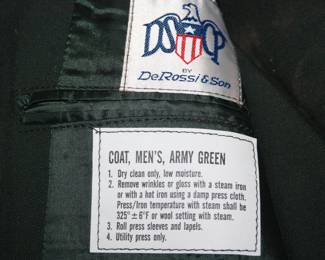 DSCP
BY
DeRossi & Son
COAT, MEN'S, ARMY GREEN
1. Dry clean only, low moisture.
2. Remove wrinkles or gloss with a steam iron
or with a hot iron using a damp press cloth.
Press/Iron temperature with steam shall be
325° ± 6°F or wool setting with steam.
3. Roll press sleeves and lapels.
4. Utility press only.